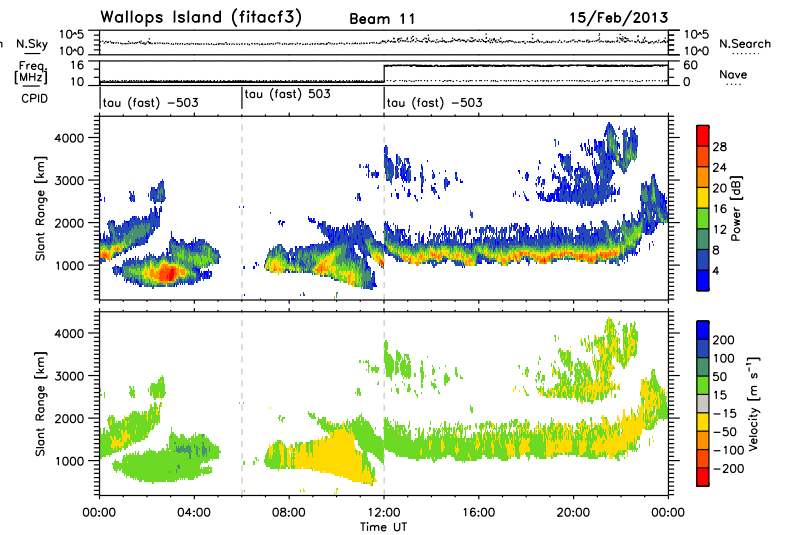 Wallops Island (fitacf3) Beam 11 15/Feb/2013
N.Sky 10^5 10^0 10^5 10^0 N.Search
Freq. [MHz] 16 10 60 0 Nave
CPID tau (fast) −503 tau (fast) 503 tau (fast) −503
Slant Range [km]
4000
3000
2000
1000
28
24
20
16
12
8
4
Power [dB]
Slant Range [km]
4000
3000
2000
1000
200
100
50
15
−15
−50
−100
−200
Velocity [m s⁻¹]
00:00 04:00 08:00 12:00 16:00 20:00 00:00
Time UT